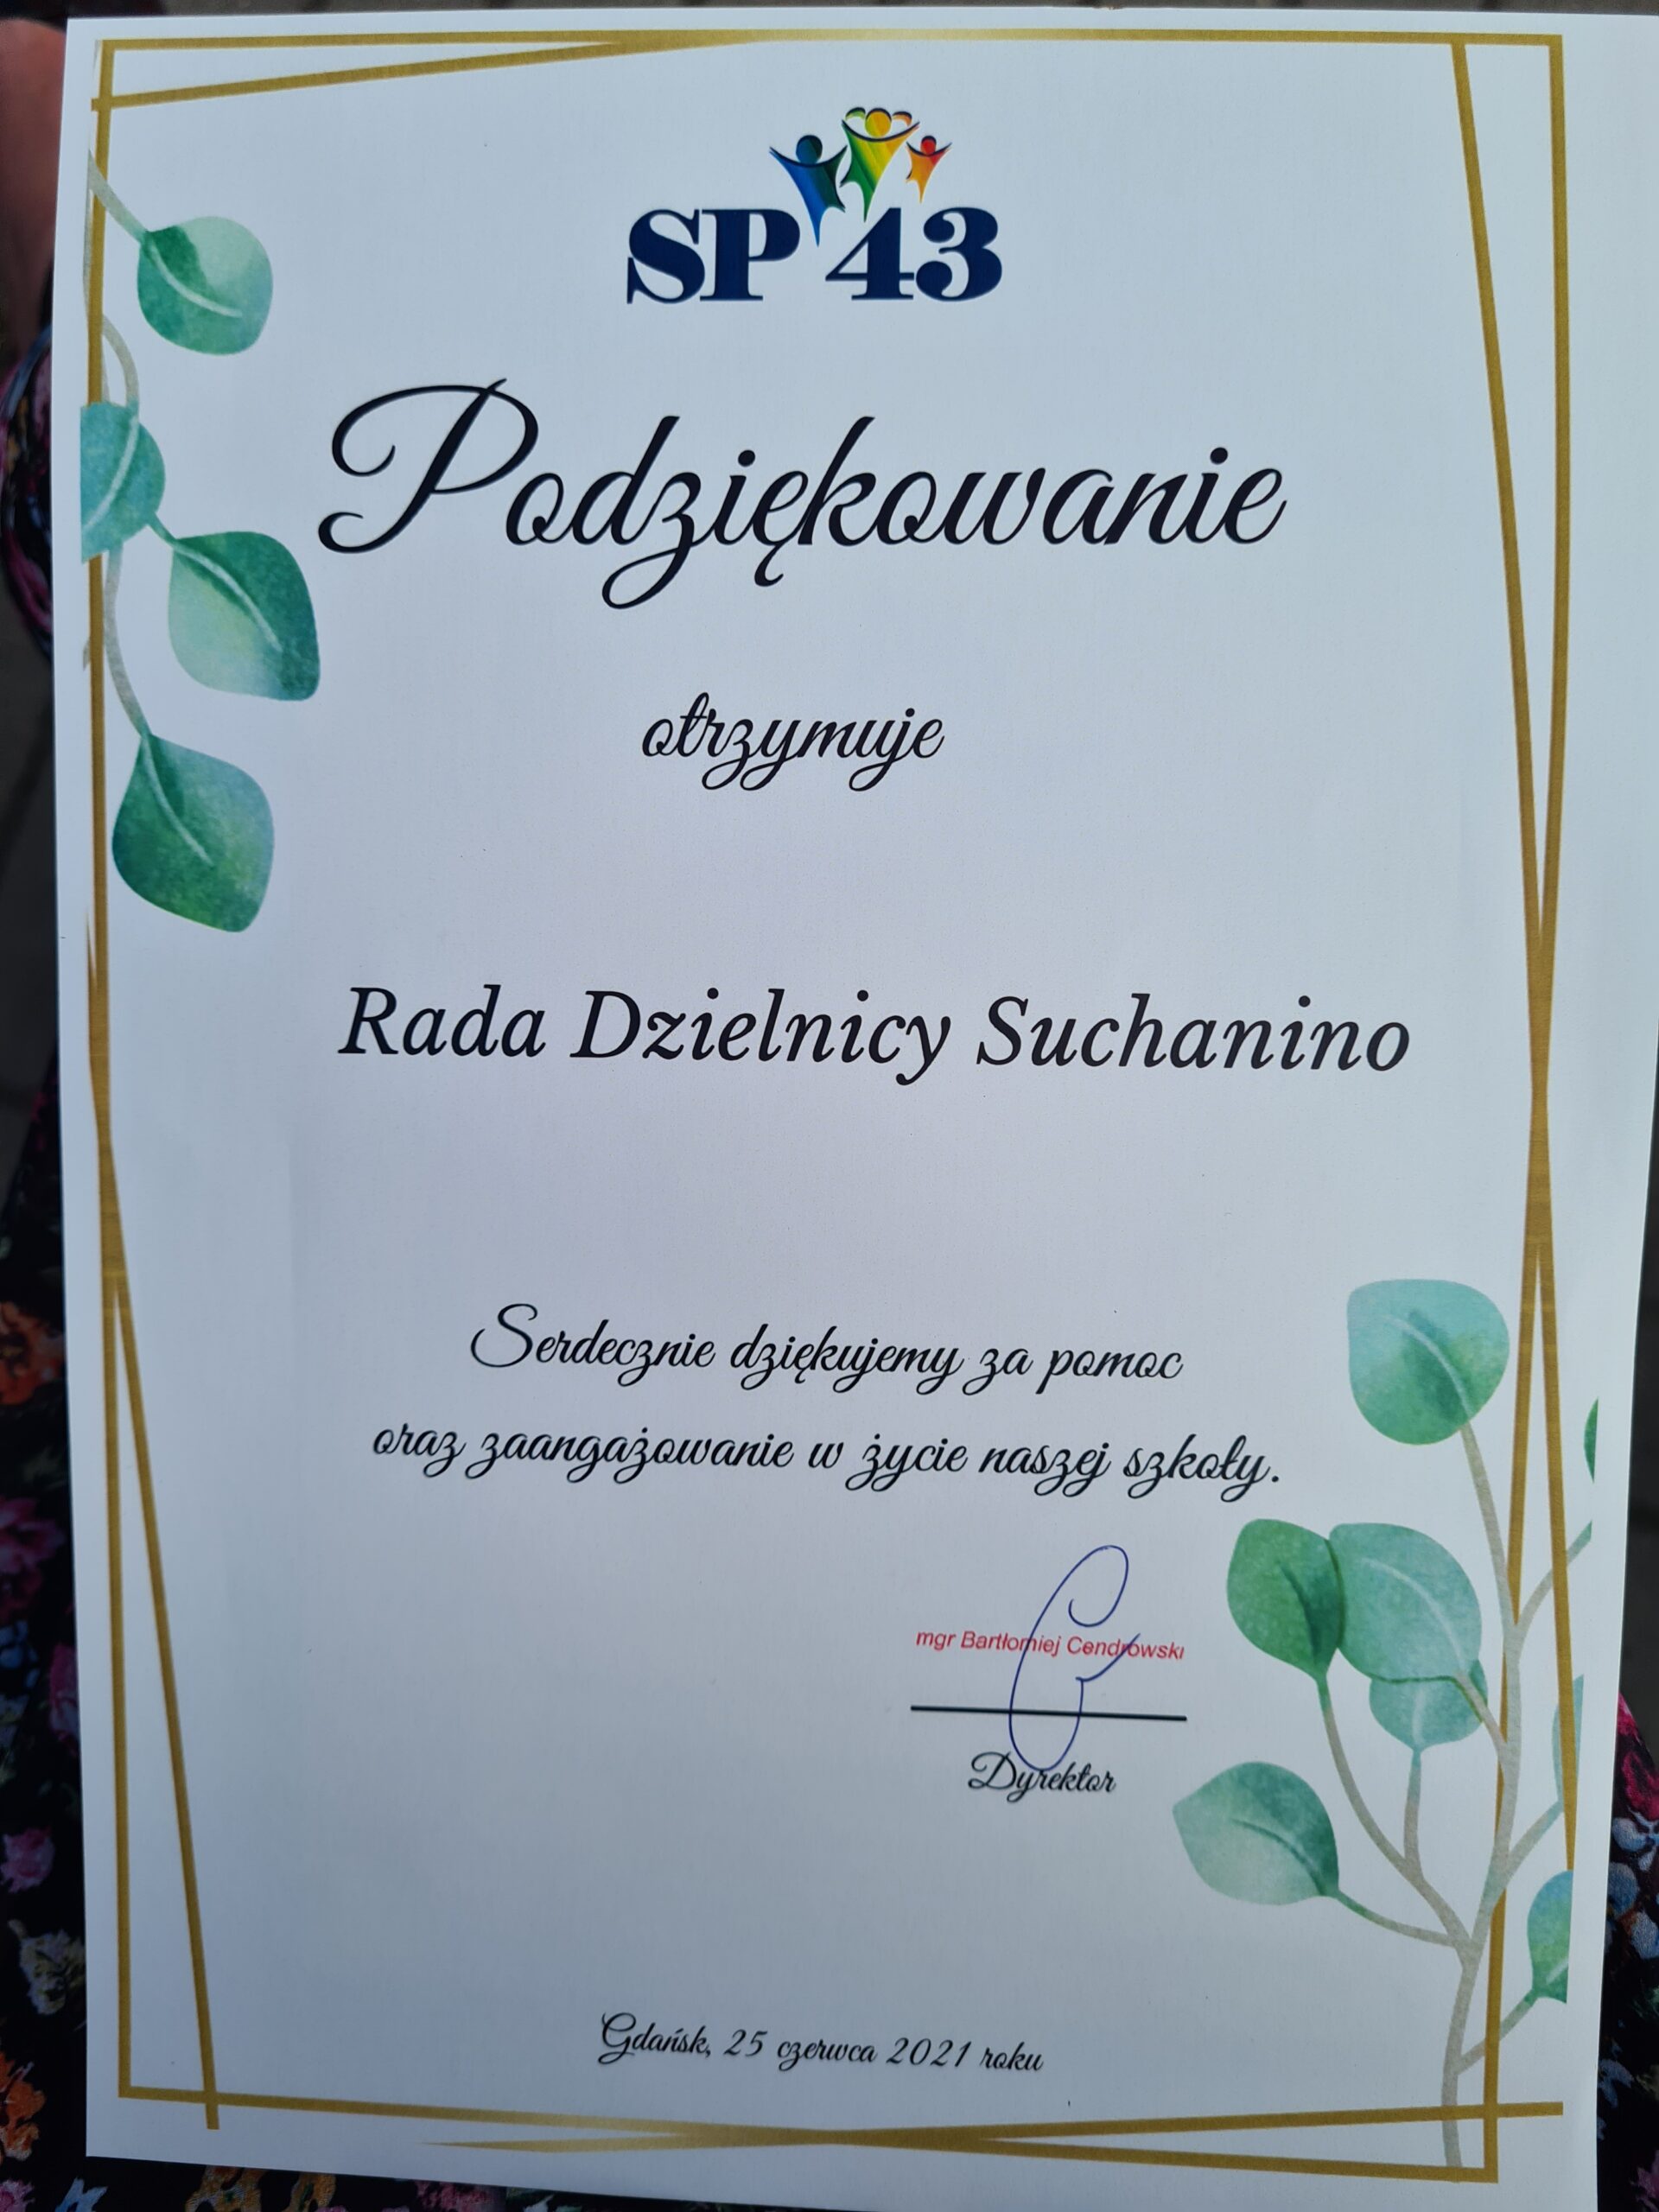 SP 43
Podziękowanie
otrzymuje
Rada Dzielnicy Suchanino
Serdecznie dziękujemy za pomoc
oraz zaangażowanie w życie naszej szkoły.
mgr Bartłomiej Cendrowski
Dyrektor
Gdańsk, 25 czerwca 2021 roku